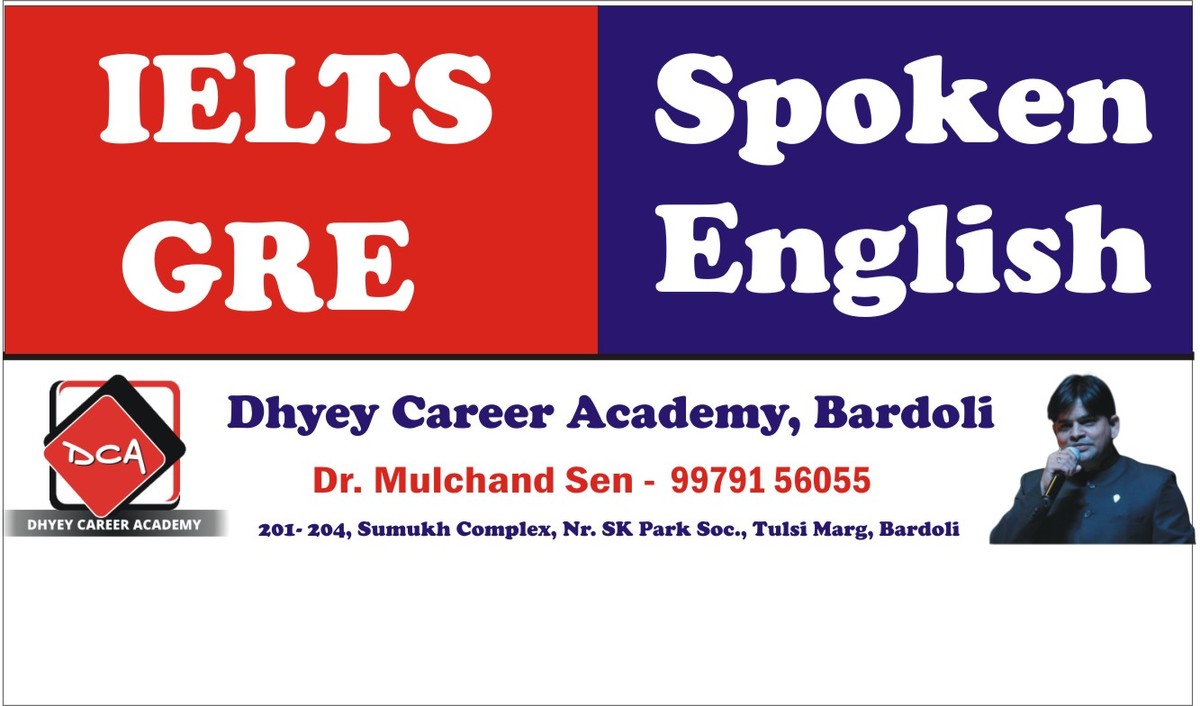 IELTS
GRE
Spoken
English
DCA
DHYEY CAREER ACADEMY
Dhyey Career Academy, Bardoli
Dr. Mulchand Sen - 99791 56055
201- 204, Sumukh Complex, Nr. SK Park Soc., Tulsi Marg, Bardoli